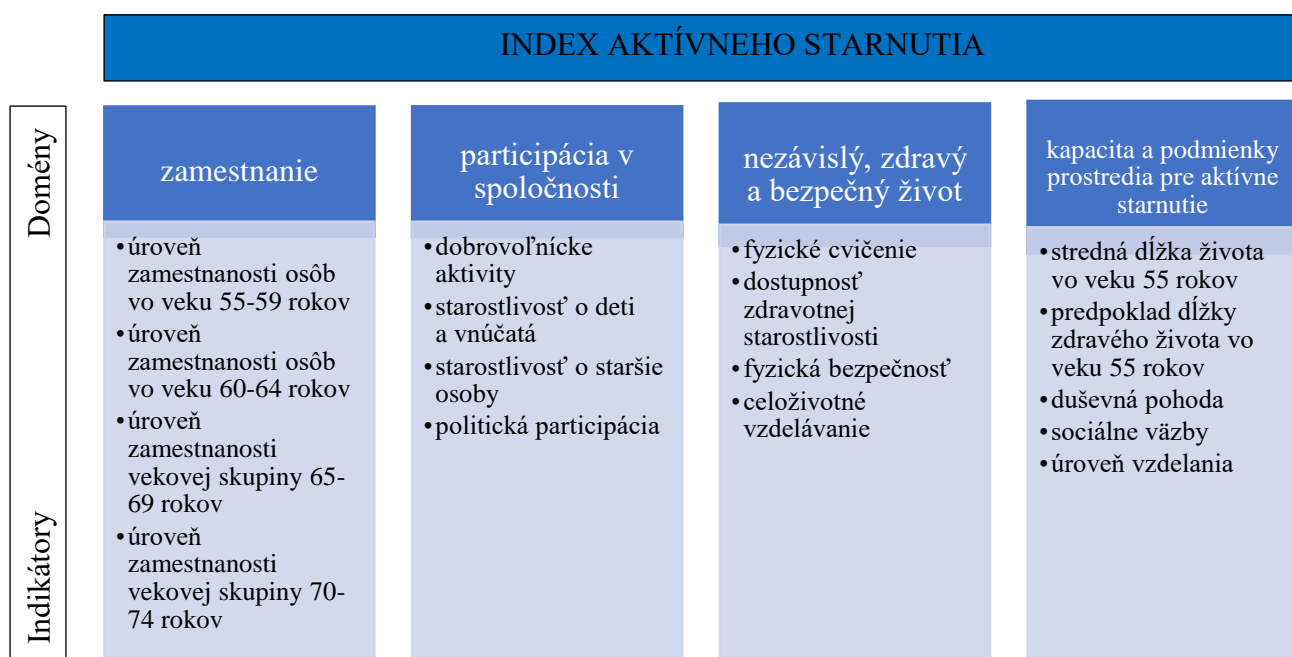 INDEX AKTÍVNEHO STARNUTIA
Domény
Indikátory
zamestnanie
•úroveň
zamestnanosti osôb
vo veku 55-59 rokov
•úroveň
zamestnanosti osôb
vo veku 60-64 rokov
•úroveň
zamestnanosti
vekovej skupiny 65-
69 rokov
•úroveň
zamestnanosti
vekovej skupiny 70-
74 rokov
participácia v
spoločnosti
•dobrovoľnícke
aktivity
•starostlivosť o deti
a vnúčatá
•starostlivosť o staršie
osoby
•politická participácia
nezávislý, zdravý
a bezpečný život
•fyzické cvičenie
•dostupnosť
zdravotnej
starostlivosti
•fyzická bezpečnosť
•celoživotné
vzdelávanie
kapacita a podmienky
prostredia pre aktívne
starnutie
•stredná dĺžka života
vo veku 55 rokov
•predpoklad dĺžky
zdravého života vo
veku 55 rokov
•duševná pohoda
•sociálne väzby
•úroveň vzdelania